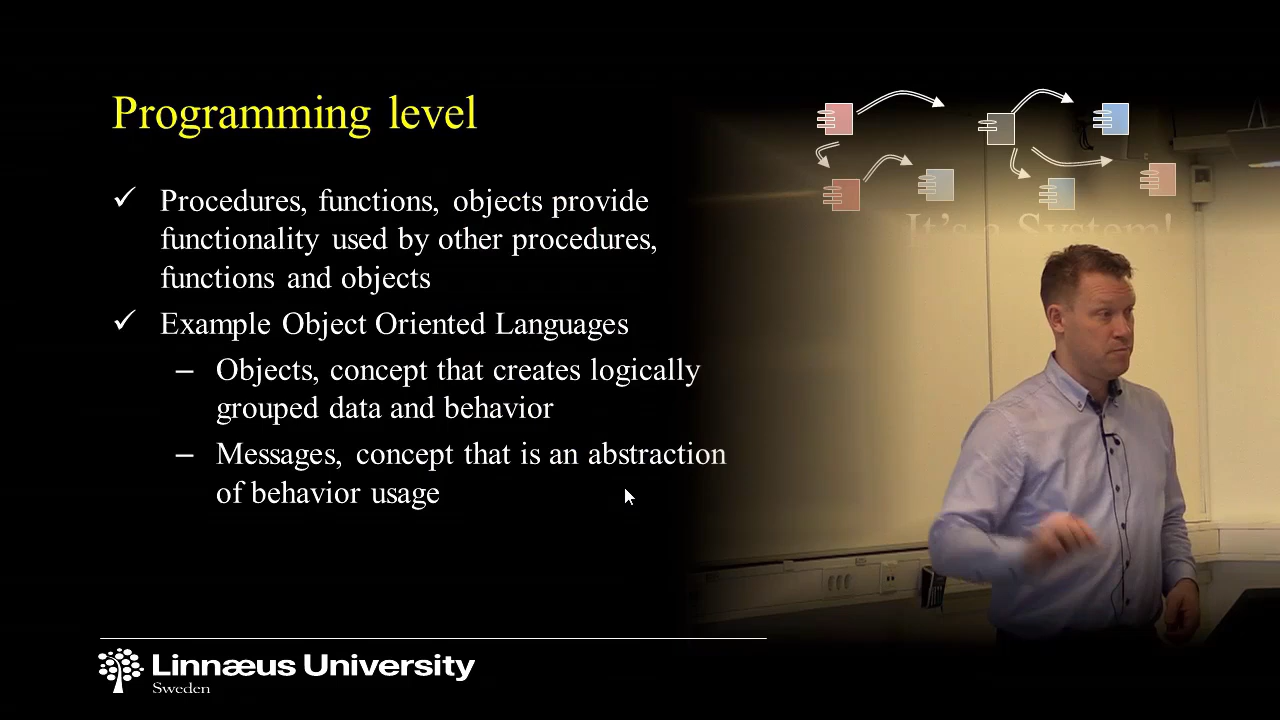 Programming level
✓ Procedures, functions, objects provide
functionality used by other procedures,
functions and objects
✓ Example Object Oriented Languages
– Objects, concept that creates logically
grouped data and behavior
– Messages, concept that is an abstraction
of behavior usage
It's a System!
Linnæus University
Sweden